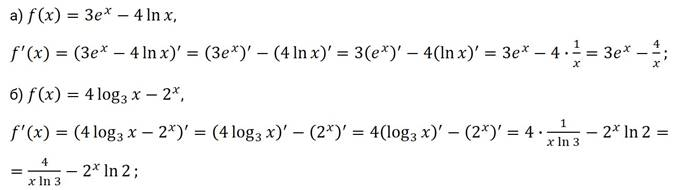 а) f(x) = 3eˣ − 4 ln x,
f′(x) = (3eˣ − 4 ln x)′ = (3eˣ)′ − (4 ln x)′ = 3(eˣ)′ − 4(ln x)′ = 3eˣ − 4 · 1/x = 3eˣ − 4/x ;
б) f(x) = 4 log₃ x − 2ˣ,
f′(x) = (4 log₃ x − 2ˣ)′ = (4 log₃ x)′ − (2ˣ)′ = 4(log₃ x)′ − (2ˣ)′ = 4 · 1/(x ln 3) − 2ˣ ln 2 =
= 4/(x ln 3) − 2ˣ ln 2 ;